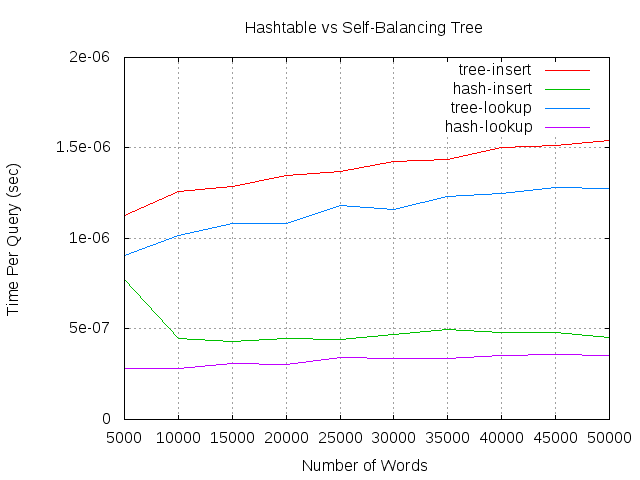 Hashtable vs Self-Balancing Tree
2e-06
1.5e-06
1e-06
5e-07
0
Time Per Query (sec)
tree-insert
hash-insert
tree-lookup
hash-lookup
5000 10000 15000 20000 25000 30000 35000 40000 45000 50000
Number of Words